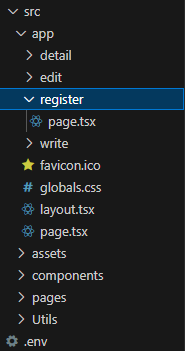 src
app
detail
edit
register
page.tsx
write
favicon.ico
# globals.css
layout.tsx
page.tsx
assets
components
pages
Utils
.env